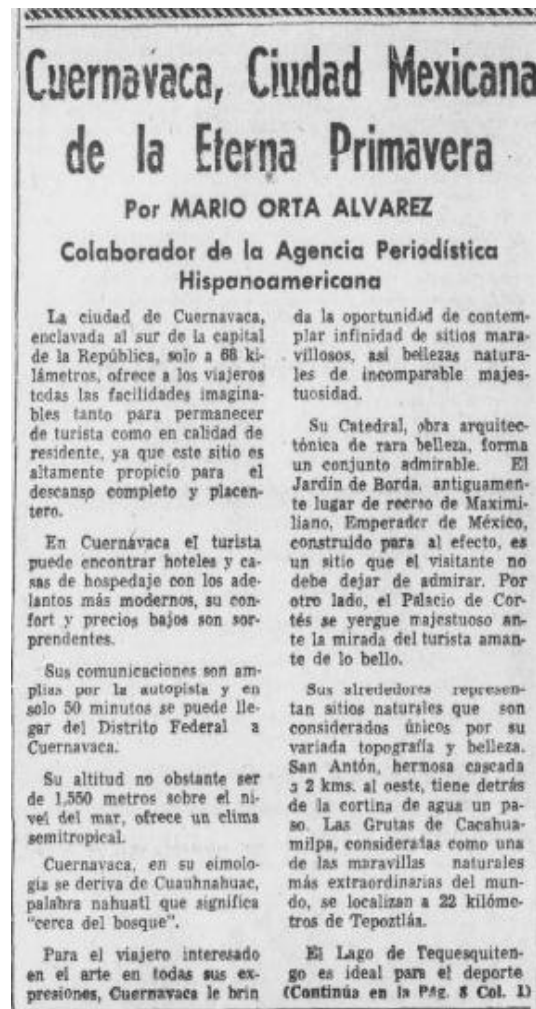 Cuernavaca, Ciudad Mexicana
de la Eterna Primavera
Por MARIO ORTA ALVAREZ
Colaborador de la Agencia Periodística
Hispanoamericana
La ciudad de Cuernavaca,
enclavada al sur de la capital
de la República, solo a 68 ki-
lámetros, ofrece a los viajeros
todas las facilidades imagina-
bles tanto para permanecer
de turista como en calidad de
residente, ya que este sitio es
altamente propicio para el
descanso completo y placen-
tero.
En Cuernavaca el turista
puede encontrar hoteles y ca-
sas de hospedaje con los ade-
lantos más modernos, su con-
fort y precios bajos son sor-
prendentes.
Sus comunicaciones son am-
plias por la autopista y en
solo 50 minutos se puede lle-
gar del Distrito Federal a
Cuernavaca.
Su altitud no obstante ser
de 1,550 metros sobre el ni-
vel del mar, ofrece un clima
semitropical.
Cuernavaca, en su eimolo-
gía se deriva de Cuauhnahuac,
palabra nahuatl que significa
"cerca del bosque".
Para el viajero interesado
en el arte en todas sus ex-
presiones, Cuernavaca le brin
da la oportunidad de contem-
plar infinidad de sitios mara-
villosos, asi bellezas natura-
les de incomparable majes-
tuosidad.
Su Catedral, obra arquitec-
tónica de rara belleza, forma
un conjunto admirable. El
Jardín de Borda, antiguamen-
te lugar de recreo de Maximi-
liano, Emperador de México,
construido para al efecto, es
un sitio que el visitante no
debe dejar de admirar. Por
otro lado, el Palacio de Cor-
tés se yergue majestuoso an-
te la mirada del turista aman-
te de lo bello.
Sus alrededores represen-
tan sitios naturales que son
considerados únicos por su
variada topografía y belleza.
San Antón, hermosa cascada
a 2 kms. al oeste, tiene detrás
de la cortina de agua un pa-
so. Las Grutas de Cacahua-
milpa, consideratas como una
de las maravillas naturales
más extraordinarias del mun-
do, se localizan a 22 kilóme-
tros de Tepoztlán.
El Lago de Tequesquiten-
go es ideal para el deporte
(Continúa en la Pág. 8 Col. 1)